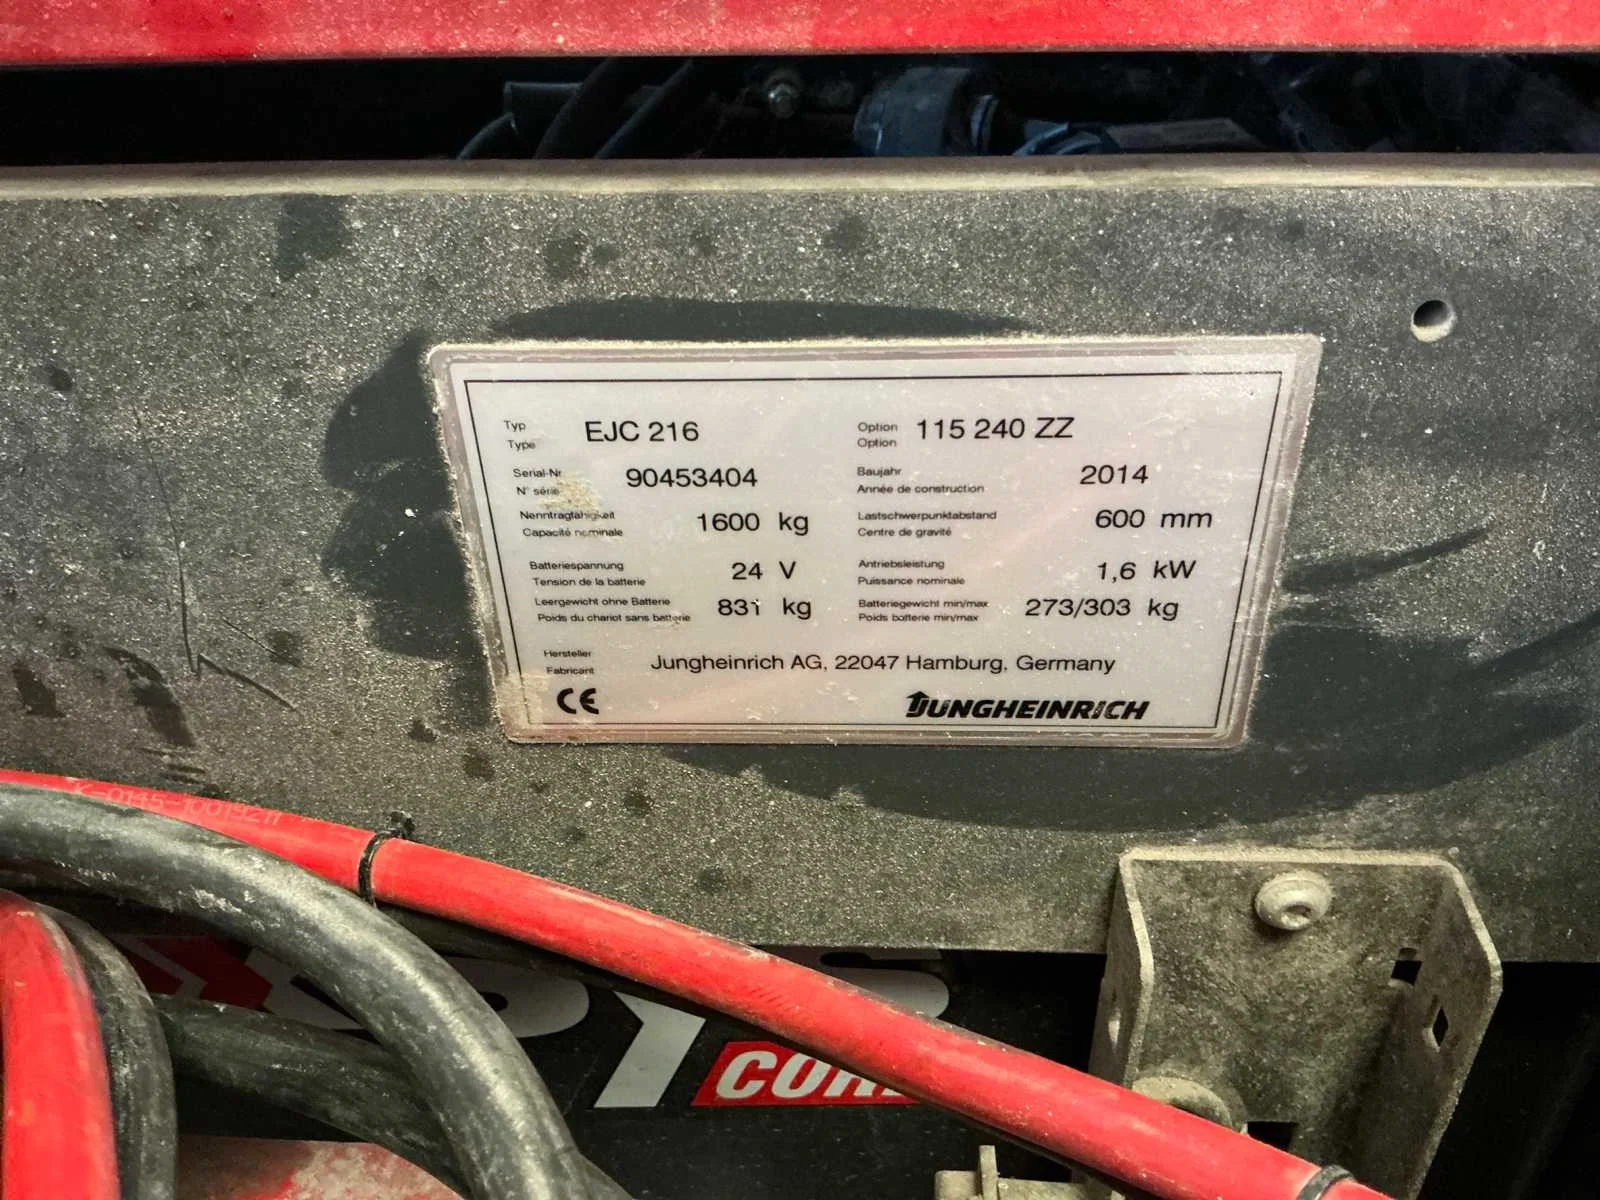 Typ EJC 216 Option 115 240 ZZ
Type Option
Serial-Nr. 90453404 Baujahr 2014
N° série Année de construction
Nenntragfähigkeit 1600 kg Lastschwerpunktabstand 600 mm
Capacité nominale Centre de gravité
Batteriespannung 24 V Antriebsleistung 1,6 kW
Tension de la batterie Puissance nominale
Leergewicht ohne Batterie 831 kg Batteriegewicht min/max 273/303 kg
Poids du chariot sans batterie Poids batterie min/max
Hersteller Jungheinrich AG, 22047 Hamburg, Germany
Fabricant
CE JUNGHEINRICH